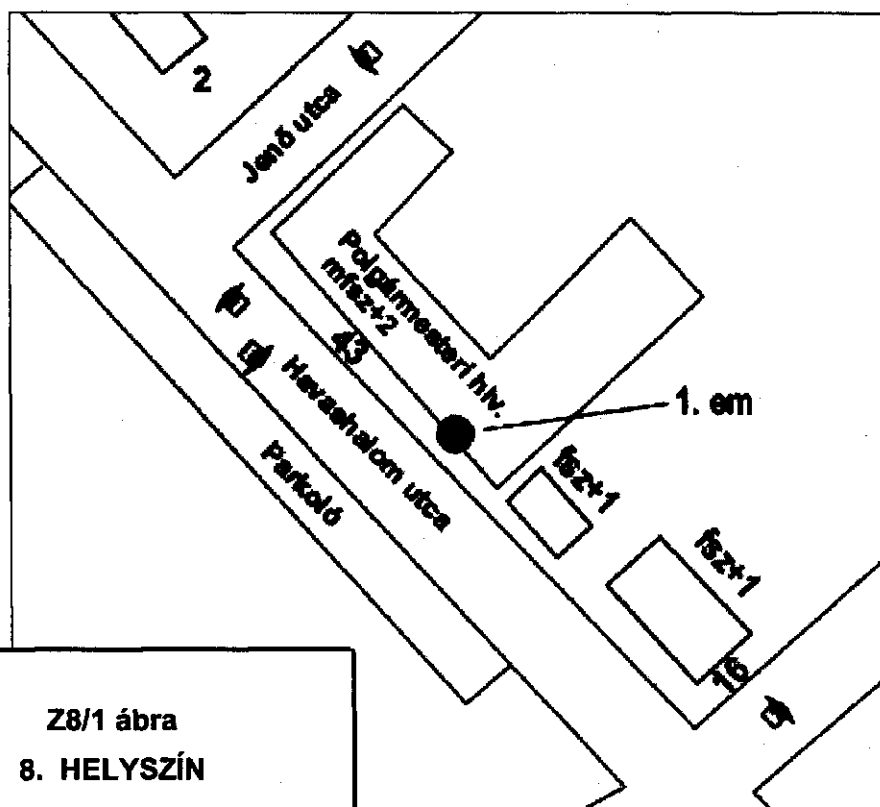 2
Jenő utca
Polgármesteri hiv.
mfsz+2
43
1. em
Havashalom utca
Parkoló
fsz+1
fsz+1
16
Z8/1 ábra
8. HELYSZÍN